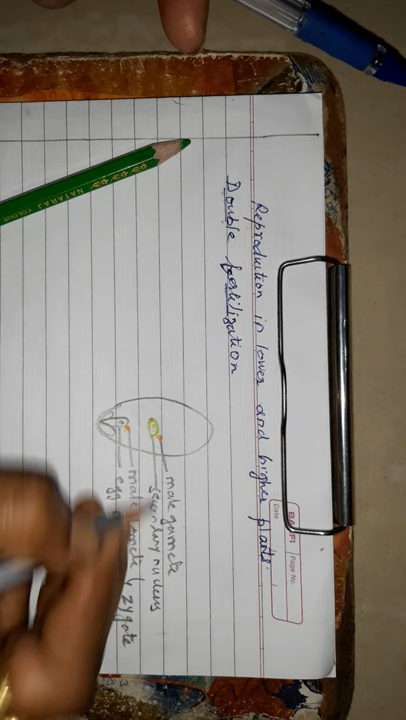 Date
Page No.
Reproduction in lower and higher plants.
Double fertilization
male gamete
secondary nucleus
male gamete } zygote
egg
NATARAJ COLOUR